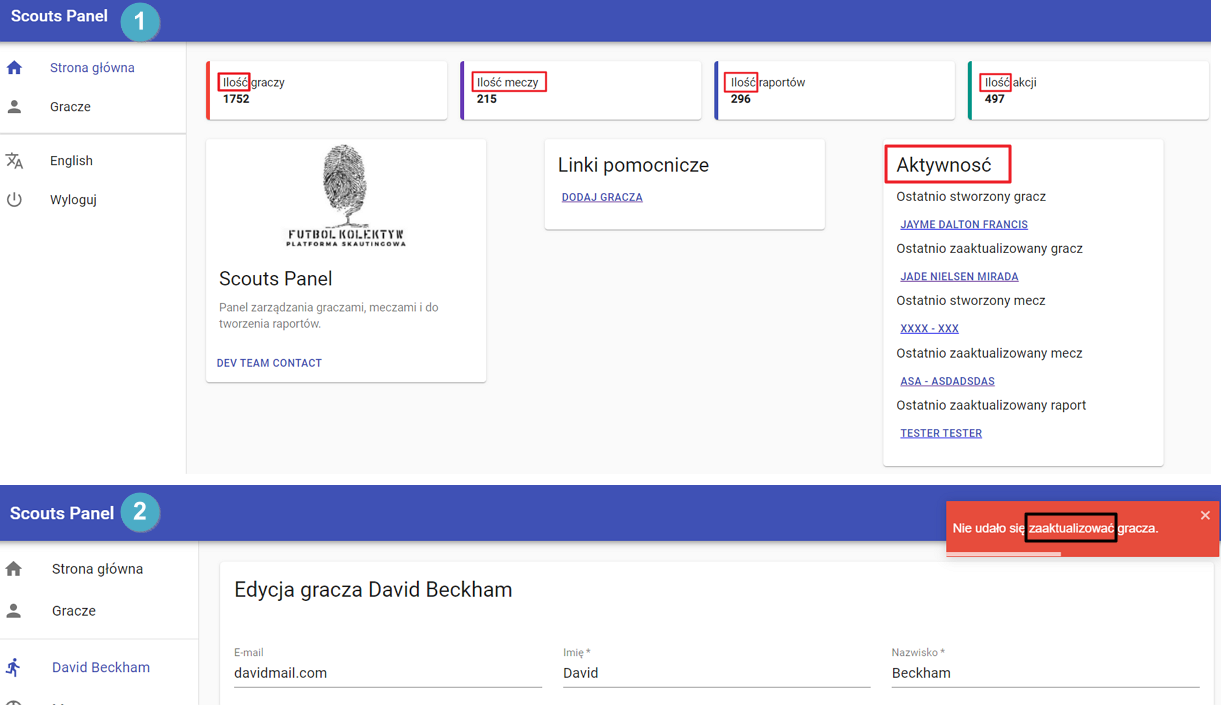 Scouts Panel
1
Strona główna
Gracze
English
Wyloguj
Ilość graczy
1752
Ilość meczy
215
Ilość raportów
296
Ilość akcji
497
FUTBOL KOLEKTYW
PLATFORMA SKAUTINGOWA
Scouts Panel
Panel zarządzania graczami, meczami i do
tworzenia raportów.
DEV TEAM CONTACT
Linki pomocnicze
DODAJ GRACZA
Aktywnosć
Ostatnio stworzony gracz
JAYME DALTON FRANCIS
Ostatnio zaaktualizowany gracz
JADE NIELSEN MIRADA
Ostatnio stworzony mecz
XXXX - XXX
Ostatnio zaaktualizowany mecz
ASA - ASDADSDAS
Ostatnio zaaktualizowany raport
TESTER TESTER
Scouts Panel
2
Nie udało się zaaktualizować gracza.
Strona główna
Gracze
David Beckham
Edycja gracza David Beckham
E-mail
davidmail.com
Imię *
David
Nazwisko *
Beckham